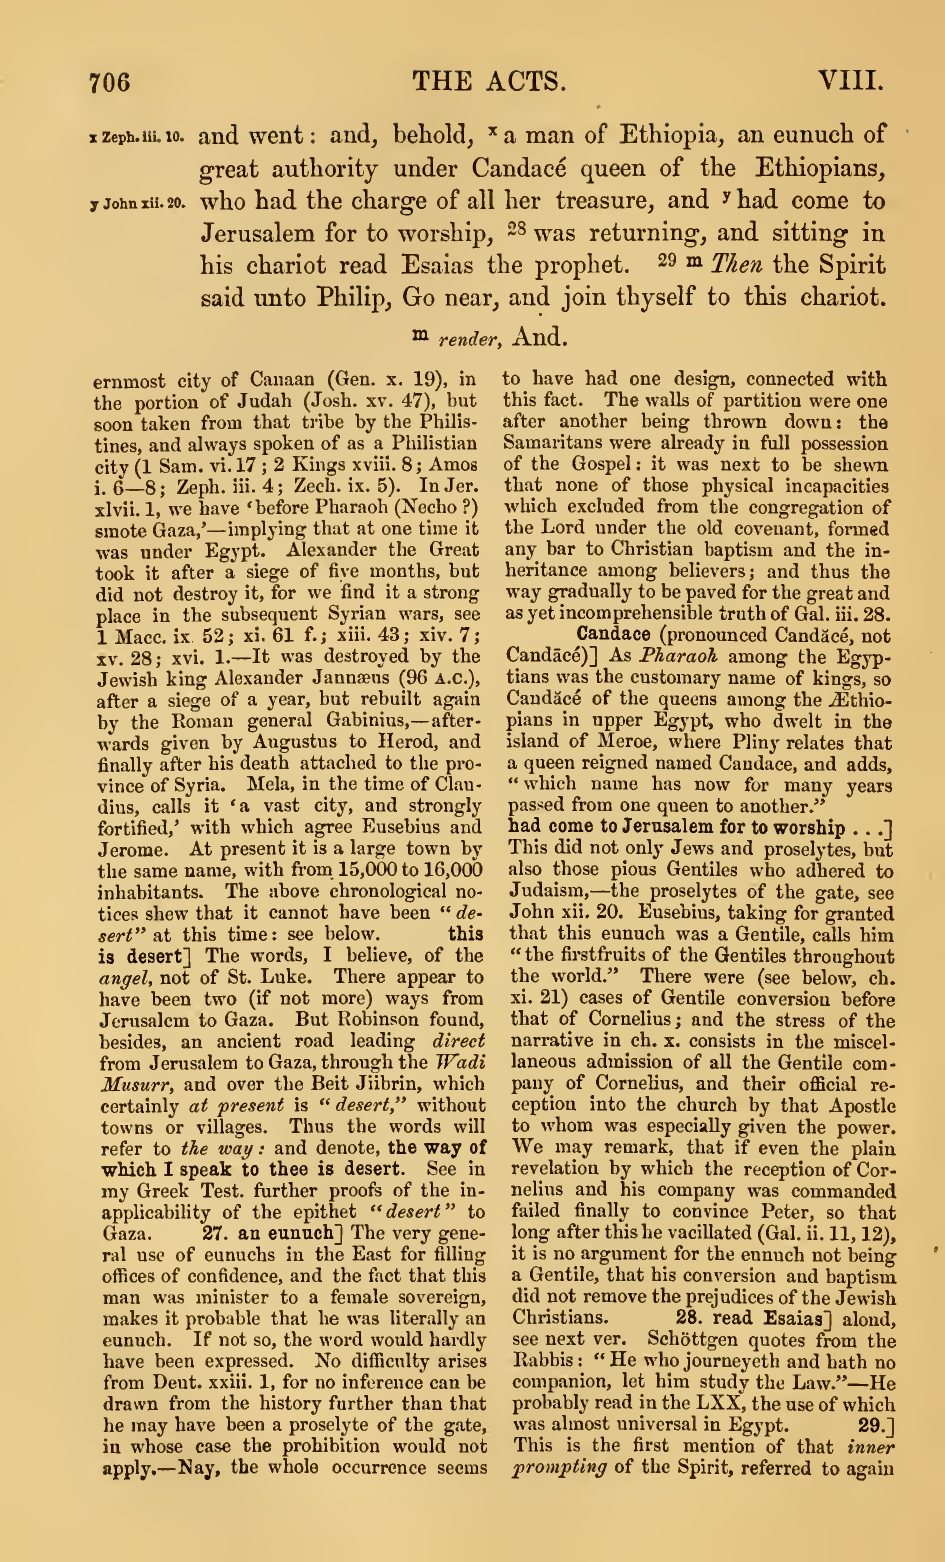 706 THE ACTS. VIII.
x Zeph. iii. 10. and went : and, behold, x a man of Ethiopia, an eunuch of
great authority under Candacé queen of the Ethiopians,
y John xii. 20. who had the charge of all her treasure, and y had come to
Jerusalem for to worship, 28 was returning, and sitting in
his chariot read Esaias the prophet. 29 m Then the Spirit
said unto Philip, Go near, and join thyself to this chariot.
m render, And.
ernmost city of Canaan (Gen. x. 19), in
the portion of Judah (Josh. xv. 47), but
soon taken from that tribe by the Philis-
tines, and always spoken of as a Philistian
city (1 Sam. vi. 17 ; 2 Kings xviii. 8 ; Amos
i. 6—8 ; Zeph. iii. 4 ; Zech. ix. 5). In Jer.
xlvii. 1, we have ‘before Pharaoh (Necho ?)
smote Gaza,’—implying that at one time it
was under Egypt. Alexander the Great
took it after a siege of five months, but
did not destroy it, for we find it a strong
place in the subsequent Syrian wars, see
1 Macc. ix. 52 ; xi. 61 f. ; xiii. 43 ; xiv. 7 ;
xv. 28 ; xvi. 1.—It was destroyed by the
Jewish king Alexander Jannæus (96 A.C.),
after a siege of a year, but rebuilt again
by the Roman general Gabinius,—after-
wards given by Augustus to Herod, and
finally after his death attached to the pro-
vince of Syria. Mela, in the time of Clau-
dius, calls it ‘a vast city, and strongly
fortified,’ with which agree Eusebius and
Jerome. At present it is a large town by
the same name, with from 15,000 to 16,000
inhabitants. The above chronological no-
tices shew that it cannot have been “de-
sert” at this time : see below. this
is desert] The words, I believe, of the
angel, not of St. Luke. There appear to
have been two (if not more) ways from
Jerusalem to Gaza. But Robinson found,
besides, an ancient road leading direct
from Jerusalem to Gaza, through the Wadi
Musurr, and over the Beit Jiibrin, which
certainly at present is “desert,” without
towns or villages. Thus the words will
refer to the way : and denote, the way of
which I speak to thee is desert. See in
my Greek Test. further proofs of the in-
applicability of the epithet “desert” to
Gaza. 27. an eunuch] The very gene-
ral use of eunuchs in the East for filling
offices of confidence, and the fact that this
man was minister to a female sovereign,
makes it probable that he was literally an
eunuch. If not so, the word would hardly
have been expressed. No difficulty arises
from Deut. xxiii. 1, for no inference can be
drawn from the history further than that
he may have been a proselyte of the gate,
in whose case the prohibition would not
apply.—Nay, the whole occurrence seems
to have had one design, connected with
this fact. The walls of partition were one
after another being thrown down : the
Samaritans were already in full possession
of the Gospel : it was next to be shewn
that none of those physical incapacities
which excluded from the congregation of
the Lord under the old covenant, formed
any bar to Christian baptism and the in-
heritance among believers ; and thus the
way gradually to be paved for the great and
as yet incomprehensible truth of Gal. iii. 28.
Candace (pronounced Candăcé, not
Candācé)] As Pharaoh among the Egyp-
tians was the customary name of kings, so
Candăcé of the queens among the Æthio-
pians in upper Egypt, who dwelt in the
island of Meroe, where Pliny relates that
a queen reigned named Candace, and adds,
“which name has now for many years
passed from one queen to another.”
had come to Jerusalem for to worship . . .]
This did not only Jews and proselytes, but
also those pious Gentiles who adhered to
Judaism,—the proselytes of the gate, see
John xii. 20. Eusebius, taking for granted
that this eunuch was a Gentile, calls him
“the firstfruits of the Gentiles throughout
the world.” There were (see below, ch.
xi. 21) cases of Gentile conversion before
that of Cornelius ; and the stress of the
narrative in ch. x. consists in the miscel-
laneous admission of all the Gentile com-
pany of Cornelius, and their official re-
ception into the church by that Apostle
to whom was especially given the power.
We may remark, that if even the plain
revelation by which the reception of Cor-
nelius and his company was commanded
failed finally to convince Peter, so that
long after this he vacillated (Gal. ii. 11, 12),
it is no argument for the eunuch not being
a Gentile, that his conversion and baptism
did not remove the prejudices of the Jewish
Christians. 28. read Esaias] aloud,
see next ver. Schöttgen quotes from the
Rabbis : “He who journeyeth and hath no
companion, let him study the Law.”—He
probably read in the LXX, the use of which
was almost universal in Egypt. 29.]
This is the first mention of that inner
prompting of the Spirit, referred to again